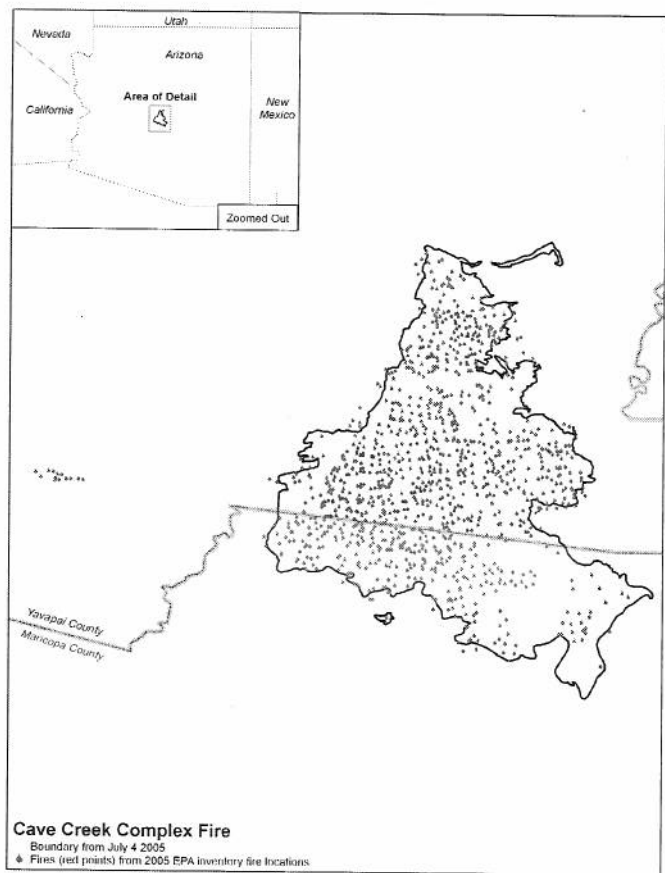 Utah
Nevada
Arizona
Area of Detail
California
New
Mexico
Zoomed Out
Yavapai County
Maricopa County
Cave Creek Complex Fire
Boundary from July 4 2005
Fires (red points) from 2005 EPA inventory fire locations